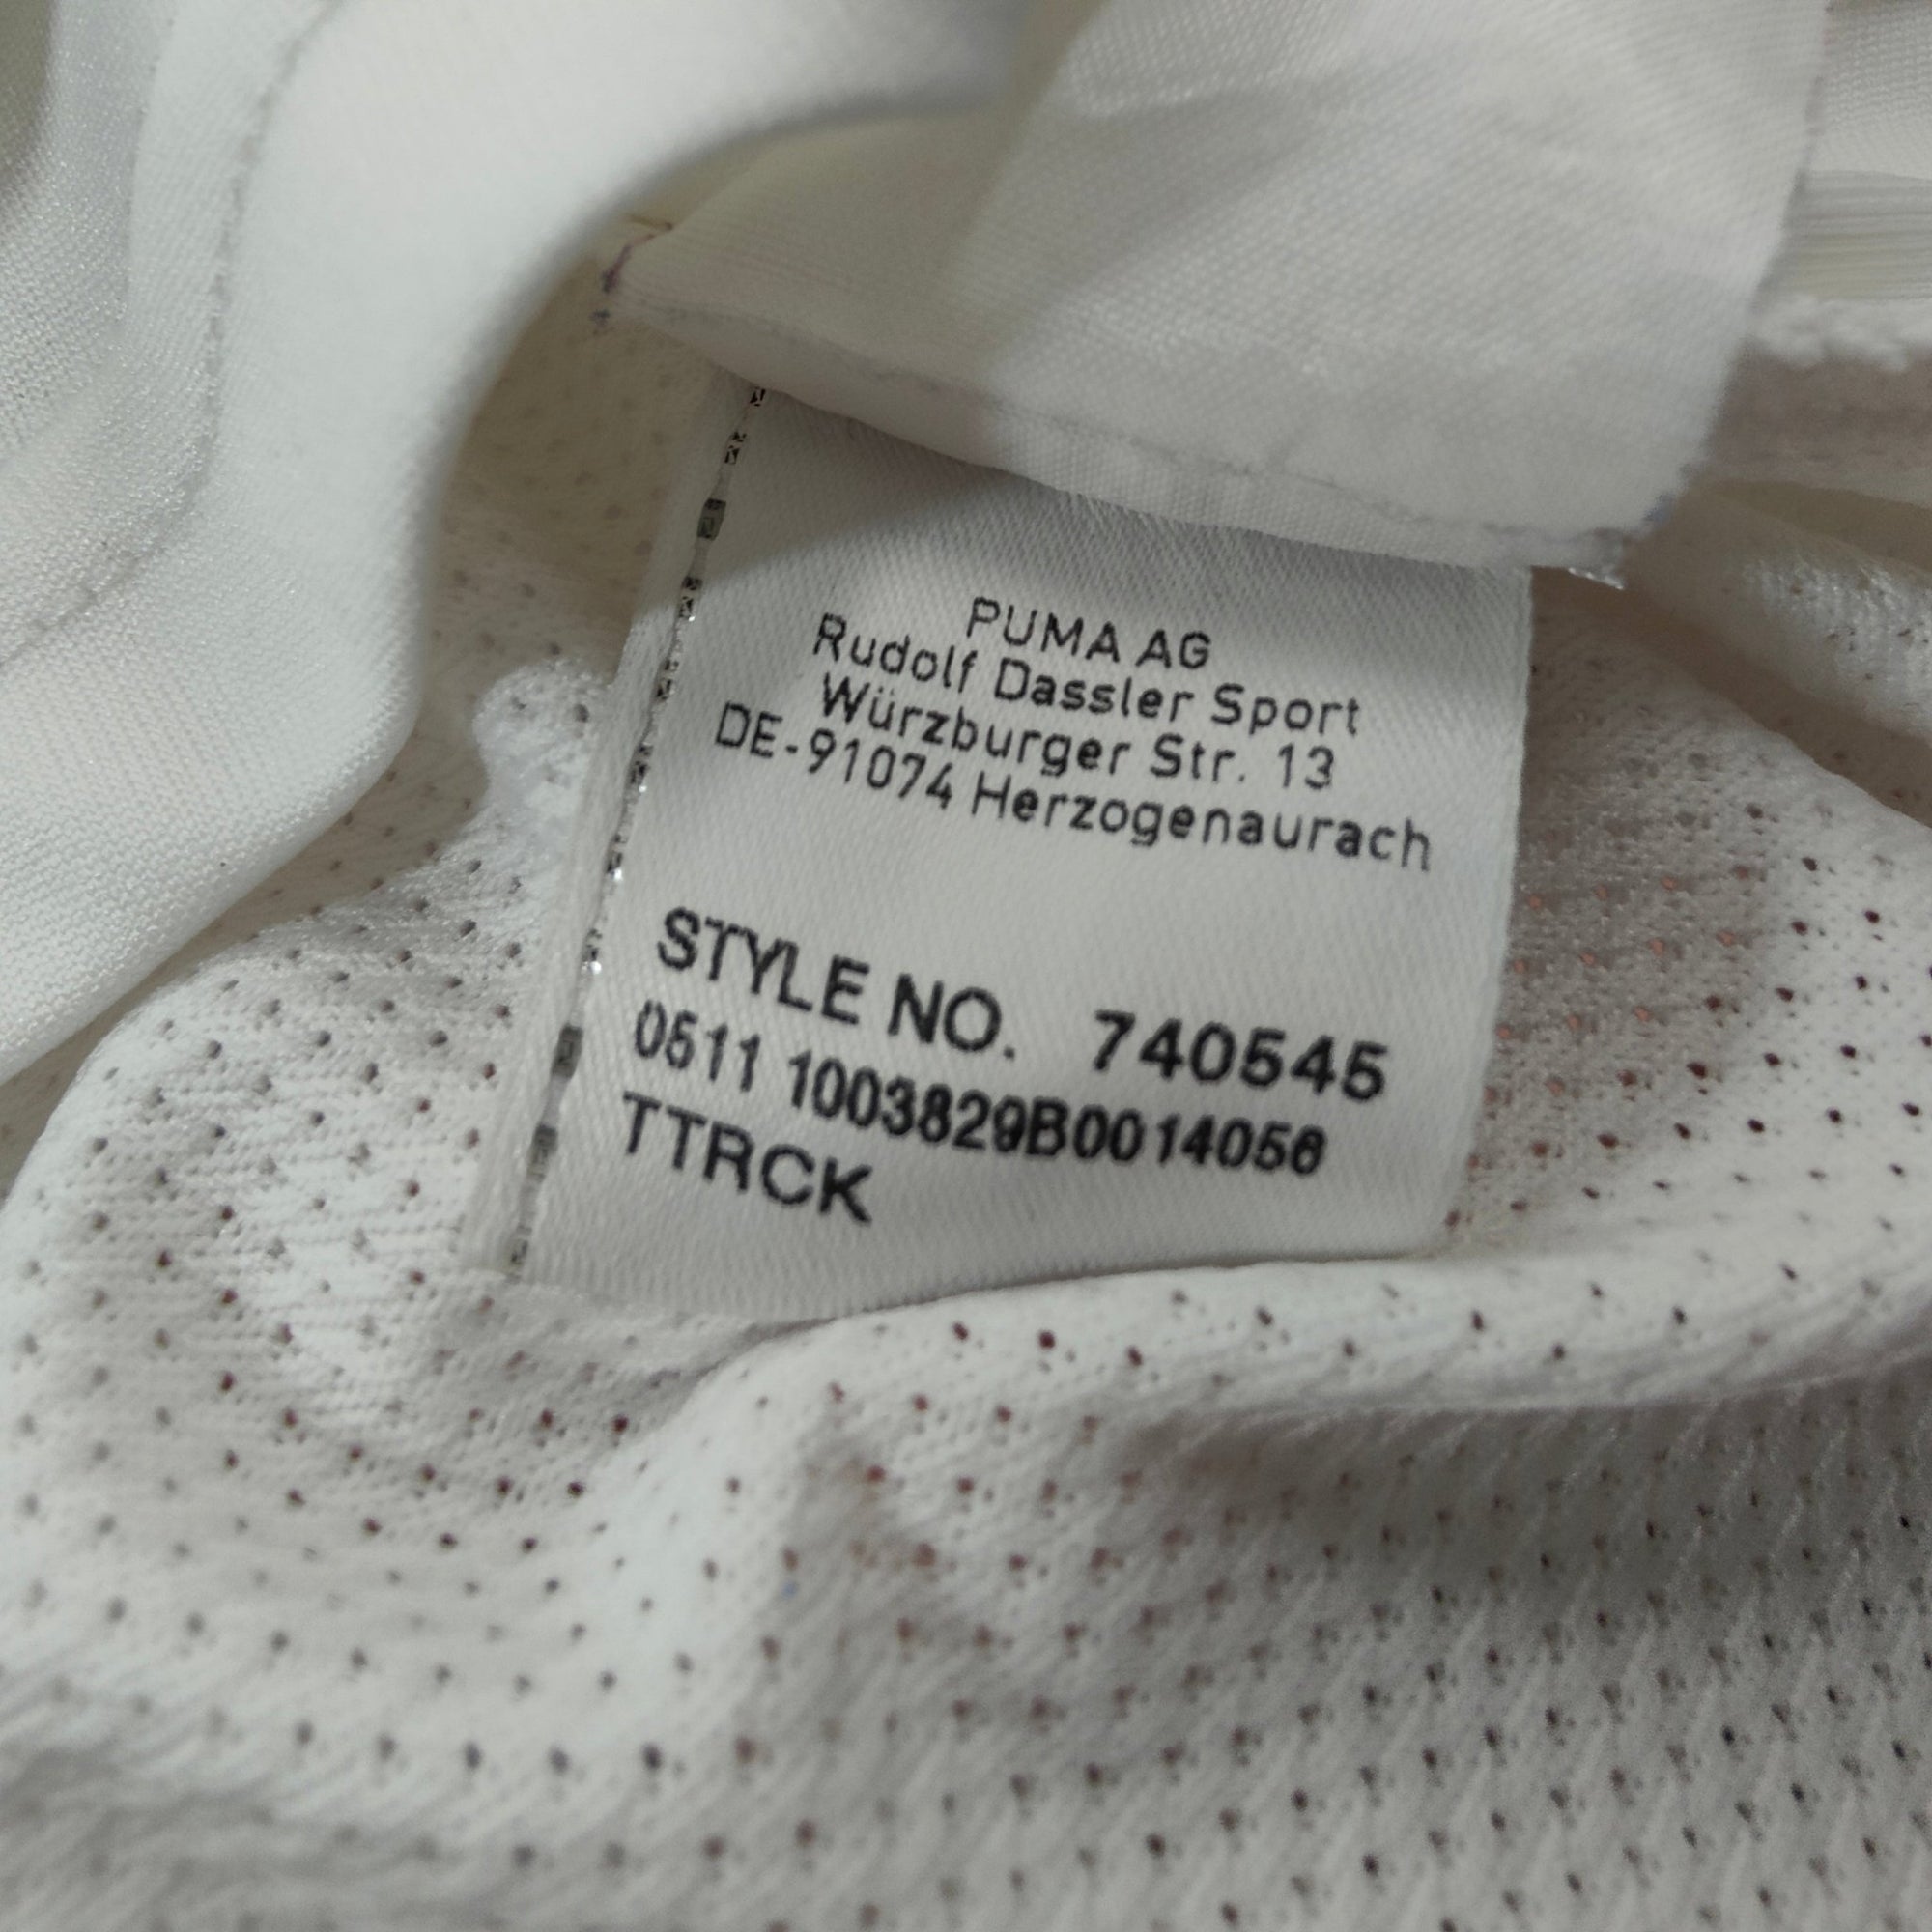 PUMA AG
Rudolf Dassler Sport
Würzburger Str. 13
DE-91074 Herzogenaurach
STYLE NO. 740545
0511 1003829B0014056
TTRCK